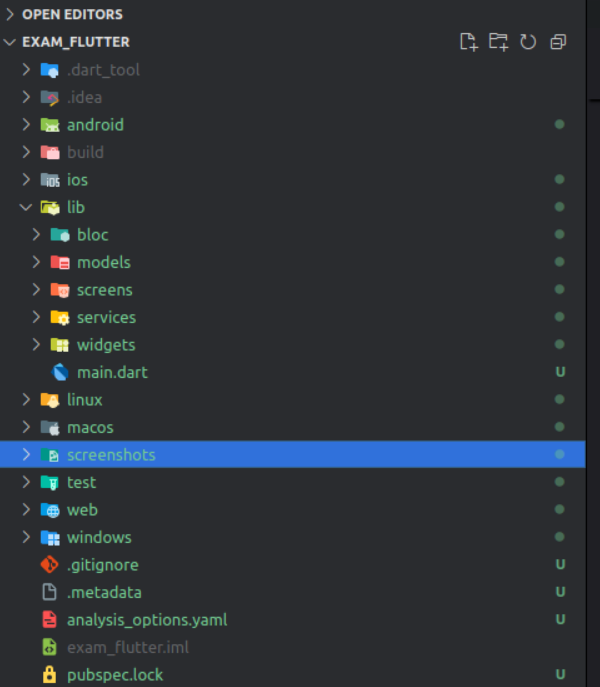 OPEN EDITORS
EXAM_FLUTTER
.dart_tool
.idea
android
build
iOS ios
lib
bloc
models
screens
services
widgets
main.dart U
linux
macos
screenshots
test
web
windows
.gitignore U
.metadata U
analysis_options.yaml U
exam_flutter.iml
pubspec.lock U